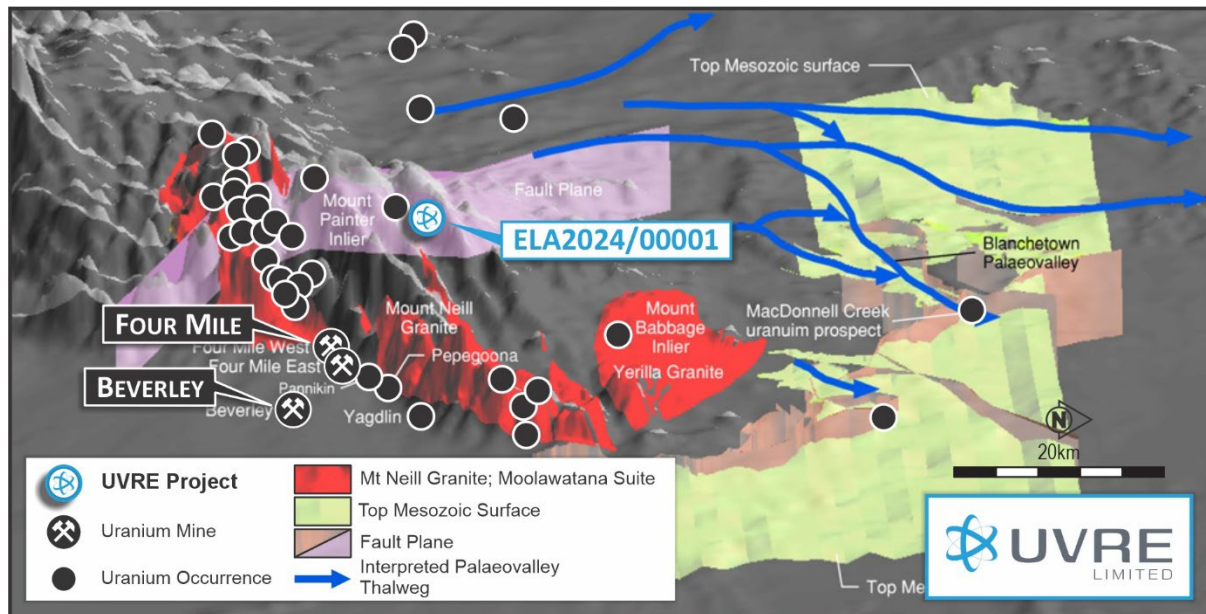 Top Mesozoic surface
Fault Plane
Mount
Painter
Inlier
ELA2024/00001
Blanchetown
Palaeovalley
Mount Neill
Granite
Mount
Babbage
Inlier
Yerilla Granite
MacDonnell Creek
uranuim prospect
FOUR MILE
Four Mile West
Four Mile East
Pepegoona
Pannikin
BEVERLEY
Beverley
Yagdlin
N
20km
UVRE Project
Uranium Mine
Uranium Occurrence
Mt Neill Granite; Moolawatana Suite
Top Mesozoic Surface
Fault Plane
Interpreted Palaeovalley
Thalweg
Top Me
UVRE
LIMITED